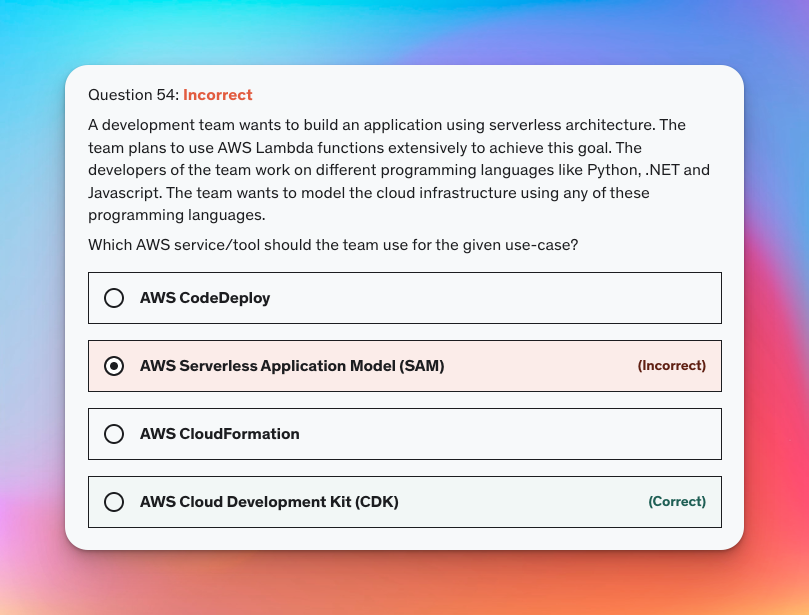 Question 54: Incorrect
A development team wants to build an application using serverless architecture. The
team plans to use AWS Lambda functions extensively to achieve this goal. The
developers of the team work on different programming languages like Python, .NET and
Javascript. The team wants to model the cloud infrastructure using any of these
programming languages.
Which AWS service/tool should the team use for the given use-case?
AWS CodeDeploy
AWS Serverless Application Model (SAM) (Incorrect)
AWS CloudFormation
AWS Cloud Development Kit (CDK) (Correct)